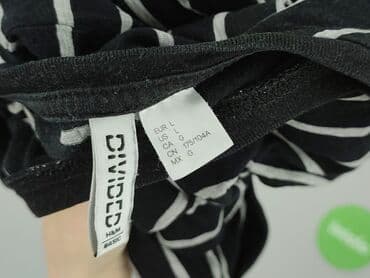 DIVIDED
H&M
BASIC
EUR L
US L
CA G
CN 175/104A
MX G